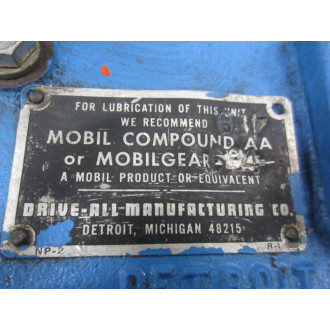 FOR LUBRICATION OF THIS UNIT
WE RECOMMEND
MOBIL COMPOUND AA
or MOBILGEAR
A MOBIL PRODUCT OR EQUIVALENT
DRIVE-ALL MANUFACTURING CO.
DETROIT, MICHIGAN 48215
NP-2 R-1
DETROIT